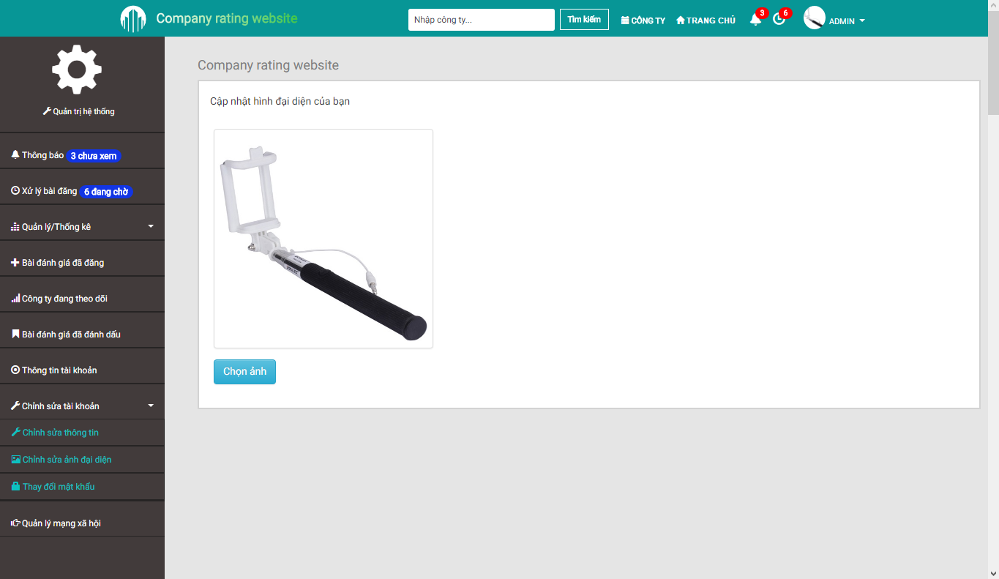 Company rating website
Nhập công ty...
Tìm kiếm
CÔNG TY
TRANG CHỦ
3
6
ADMIN
Quản trị hệ thống
Thông báo 3 chưa xem
Xử lý bài đăng 6 đang chờ
Quản lý/Thống kê
Bài đánh giá đã đăng
Công ty đang theo dõi
Bài đánh giá đã đánh dấu
Thông tin tài khoản
Chỉnh sửa tài khoản
Chỉnh sửa thông tin
Chỉnh sửa ảnh đại diện
Thay đổi mật khẩu
Quản lý mạng xã hội
Company rating website
Cập nhật hình đại diện của bạn
Chọn ảnh